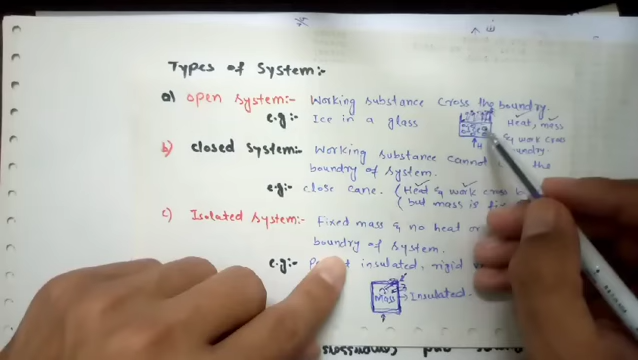 Types of System:-
a) open system:- Working substance cross the boundry.
e.g:- Ice in a glass
Heat, mass
& work cross
boundry.
b) closed system:- Working substance cannot the
boundry of system.
e.g:- close cane. (Heat & work cross
(but mass is
c) Isolated system:- Fixed mass & no heat or
boundry of system.
e.g:- insulated, rigid
Mass Insulated.